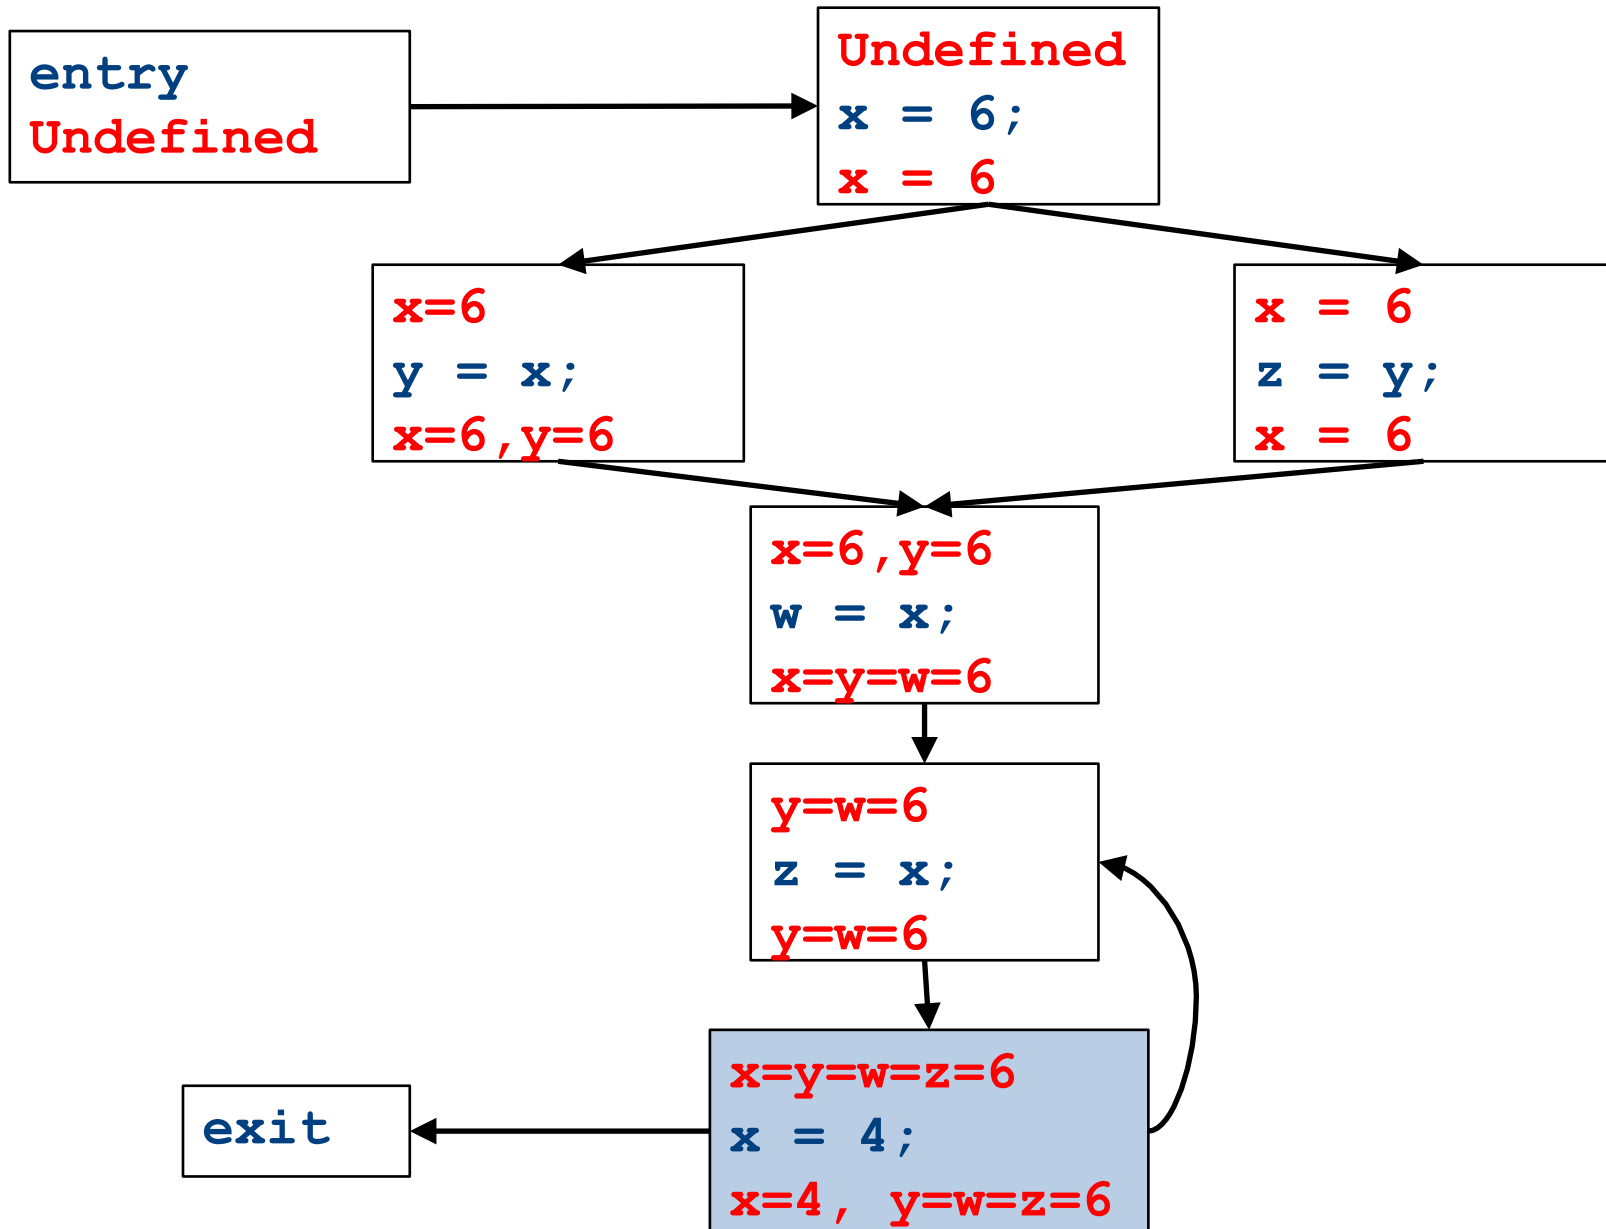 entry
Undefined
Undefined
x = 6;
x = 6
x=6
y = x;
x=6,y=6
x = 6
z = y;
x = 6
x=6,y=6
w = x;
x=y=w=6
y=w=6
z = x;
y=w=6
x=y=w=z=6
x = 4;
x=4, y=w=z=6
exit